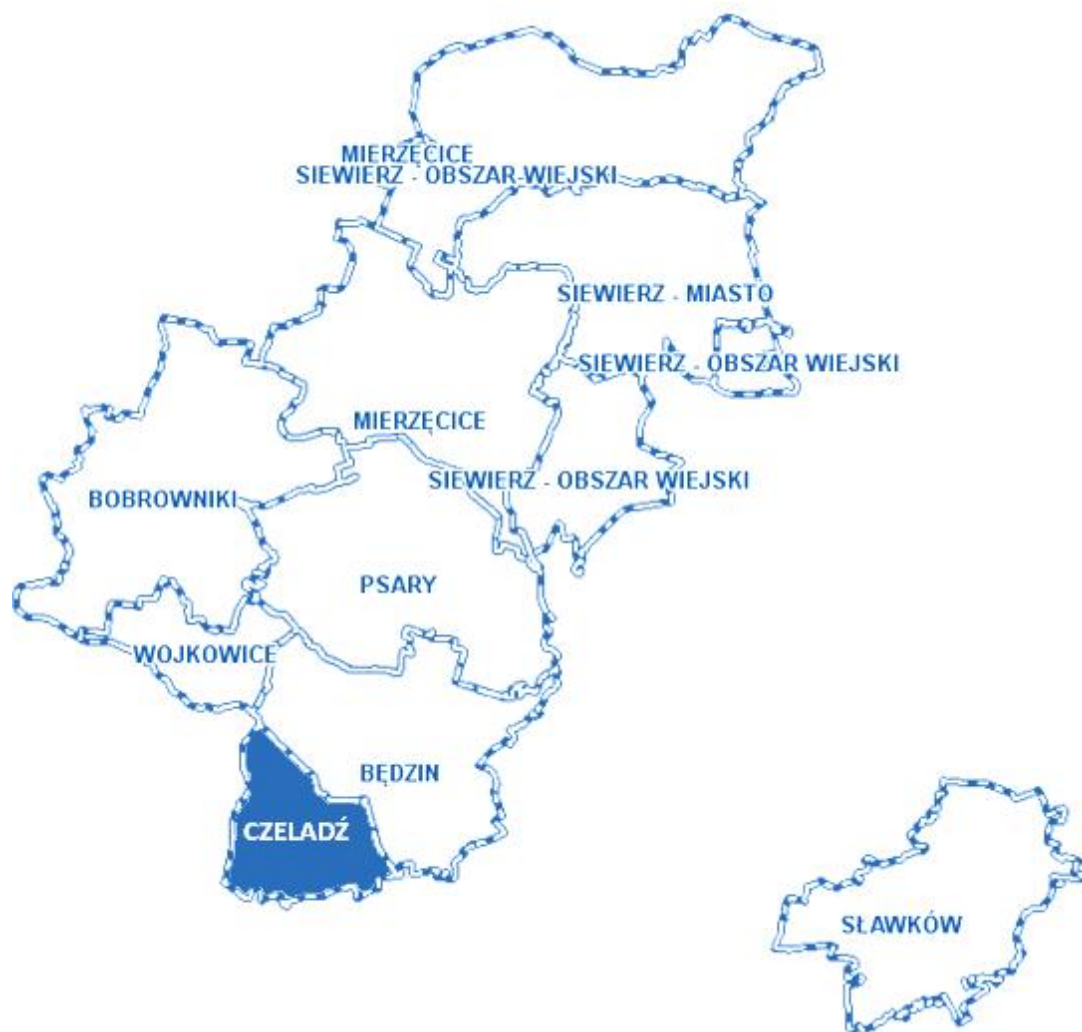 MIERZĘCICE
SIEWIERZ - OBSZAR WIEJSKI
SIEWIERZ - MIASTO
SIEWIERZ - OBSZAR WIEJSKI
MIERZĘCICE
SIEWIERZ - OBSZAR WIEJSKI
BOBROWNIKI
PSARY
WOJKOWICE
BĘDZIN
CZELADŹ
SŁAWKÓW